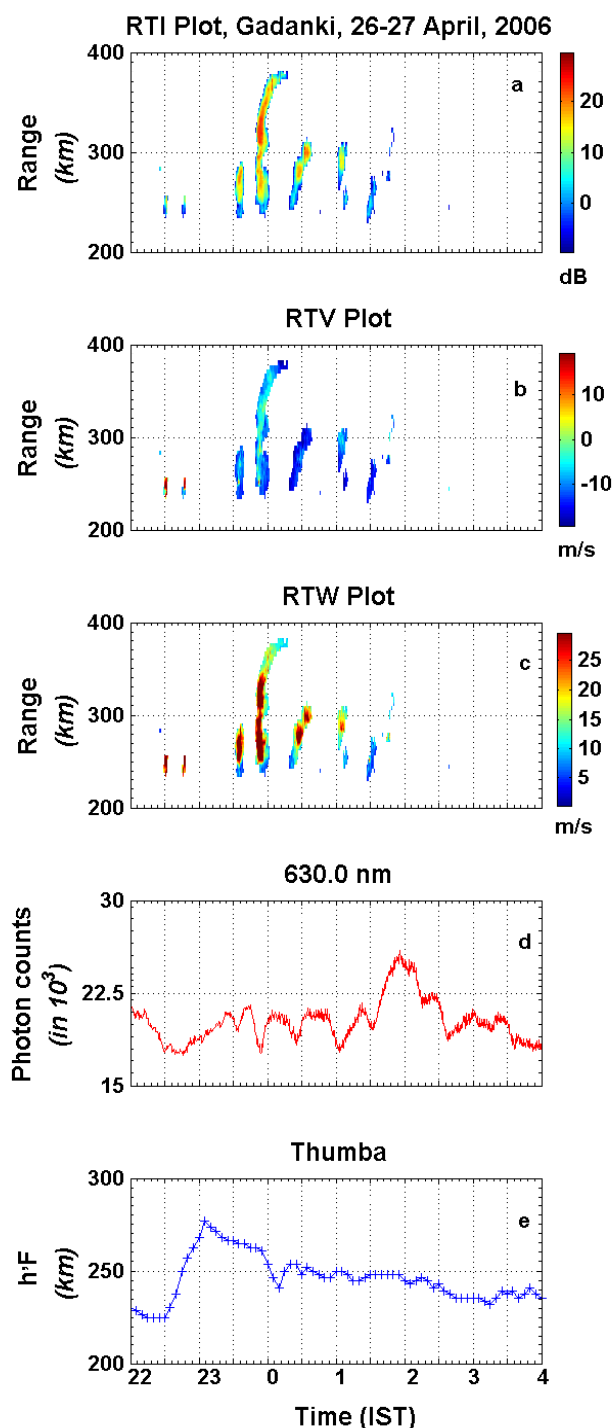 RTI Plot, Gadanki, 26-27 April, 2006
400
300
200
Range
(km)
a
20
10
0
dB
RTV Plot
400
300
200
Range
(km)
b
10
0
-10
m/s
RTW Plot
400
300
200
Range
(km)
c
25
20
15
10
5
m/s
630.0 nm
30
22.5
15
Photon counts
(in 10³)
d
Thumba
300
250
200
h'F
(km)
e
22 23 0 1 2 3 4
Time (IST)